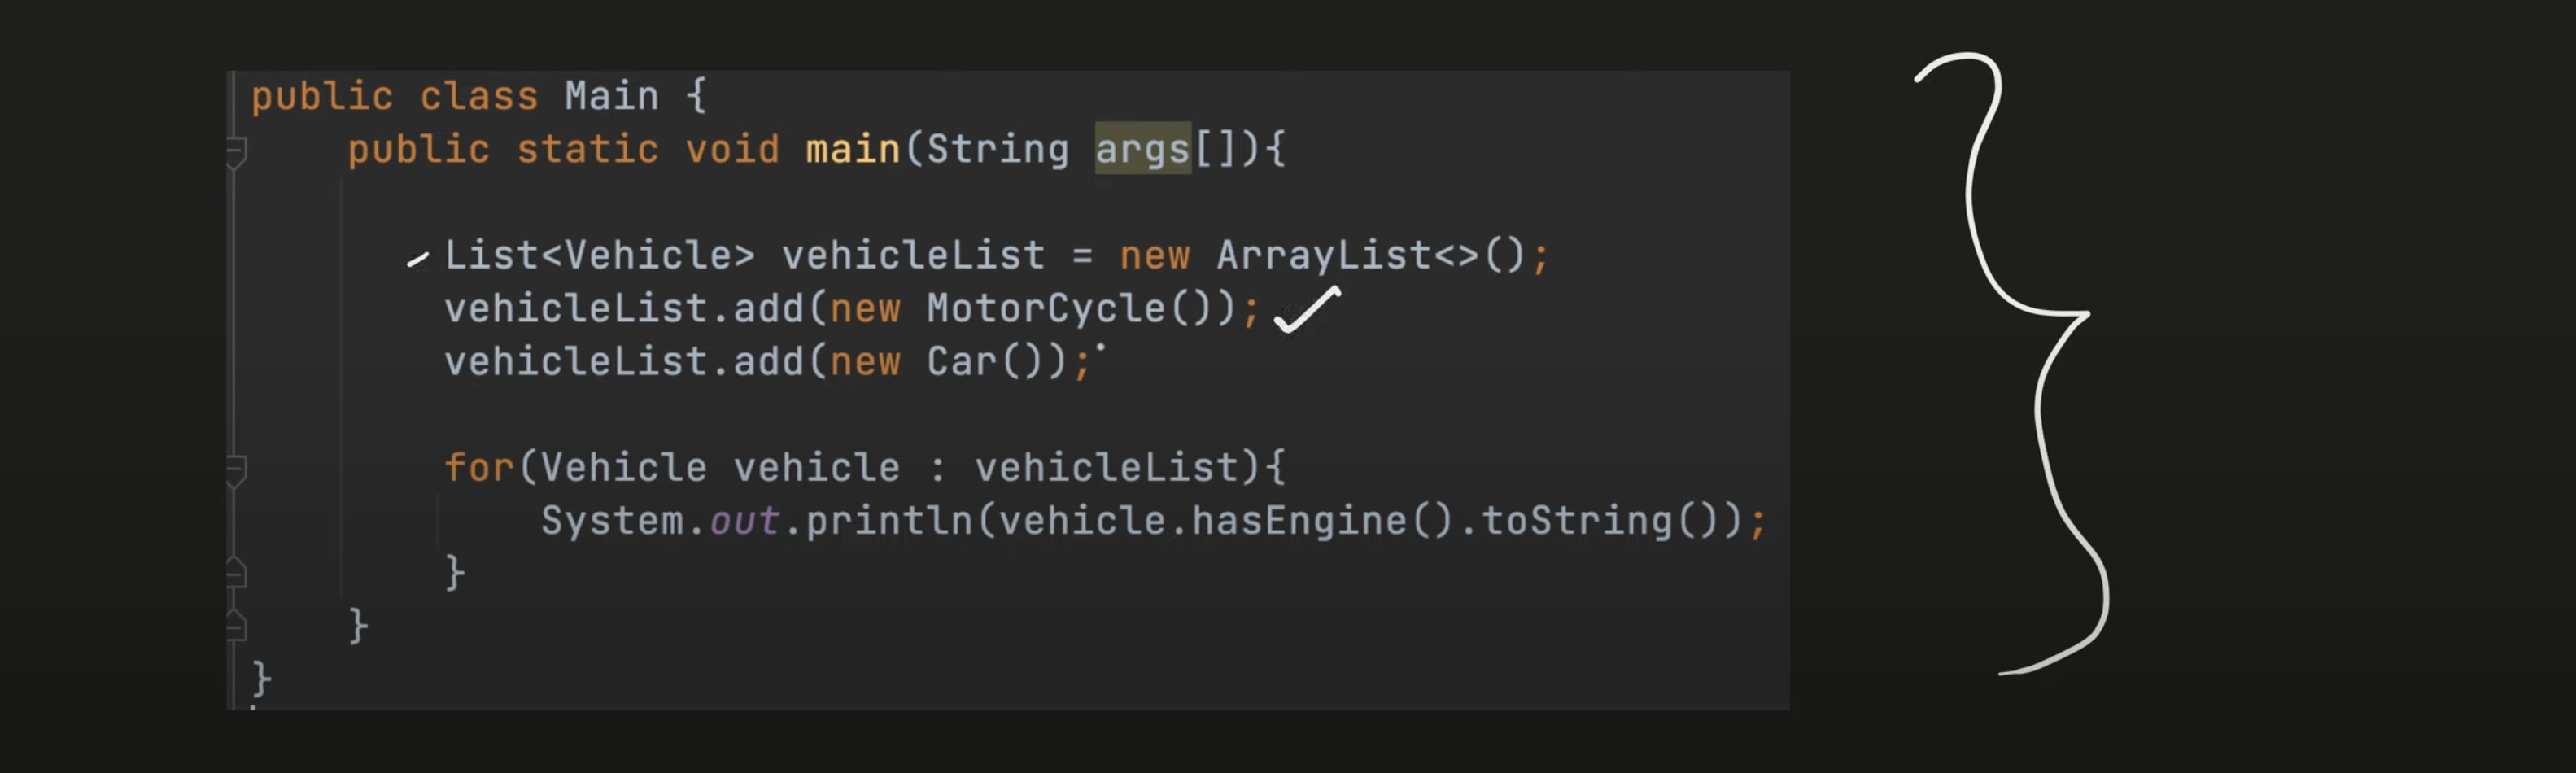 public class Main {
public static void main(String args[]){
List<Vehicle> vehicleList = new ArrayList<>();
vehicleList.add(new MotorCycle());
vehicleList.add(new Car());
for(Vehicle vehicle : vehicleList){
System.out.println(vehicle.hasEngine().toString());
}
}
}